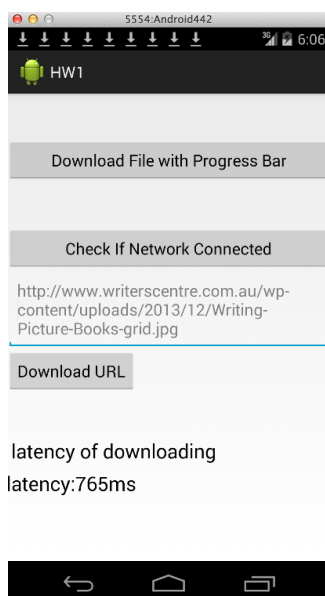 5554:Android442
3G 6:06
HW1
Download File with Progress Bar
Check If Network Connected
http://www.writerscentre.com.au/wp-
content/uploads/2013/12/Writing-
Picture-Books-grid.jpg
Download URL
latency of downloading
latency:765ms